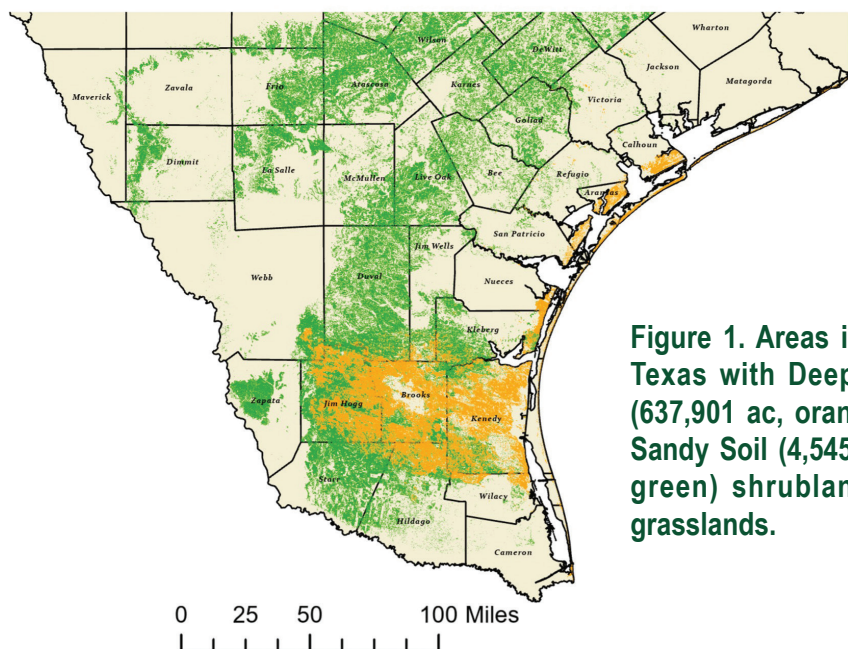 Wharton
Wilson
DeWitt
Jackson
Matagorda
Maverick
Zavala
Frio
Atascosa
Karnes
Victoria
Goliad
Calhoun
Dimmit
La Salle
McMullen
Live Oak
Bee
Refugio
Aransas
San Patricio
Webb
Duval
Jim Wells
Nueces
Kleberg
Zapata
Jim Hogg
Brooks
Kenedy
Starr
Wilacy
Hildago
Cameron
Figure 1. Areas i
Texas with Deep
(637,901 ac, oran
Sandy Soil (4,545
green) shrublan
grasslands.
0 25 50 100 Miles